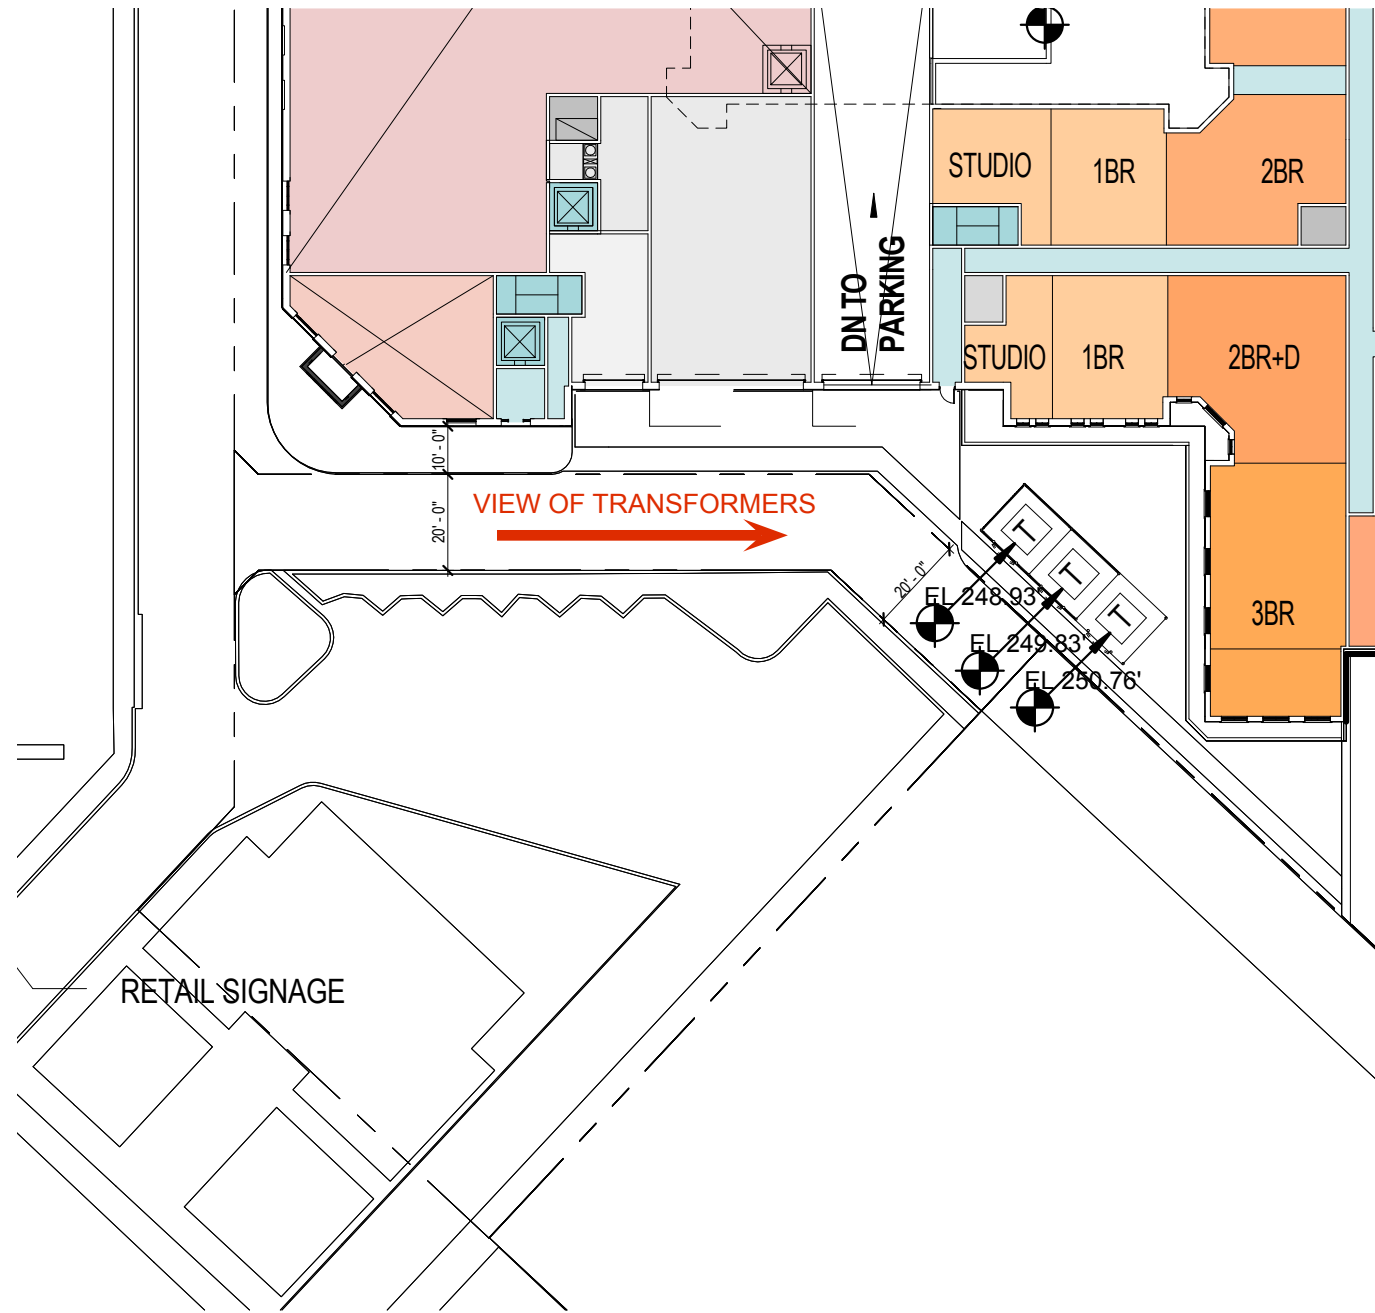 STUDIO
1BR
2BR
DN TO
PARKING
STUDIO
1BR
2BR+D
10' - 0"
20' - 0"
VIEW OF TRANSFORMERS
T
T
T
20' - 0"
EL 248.93'
EL 249.83'
EL 250.76'
3BR
RETAIL SIGNAGE